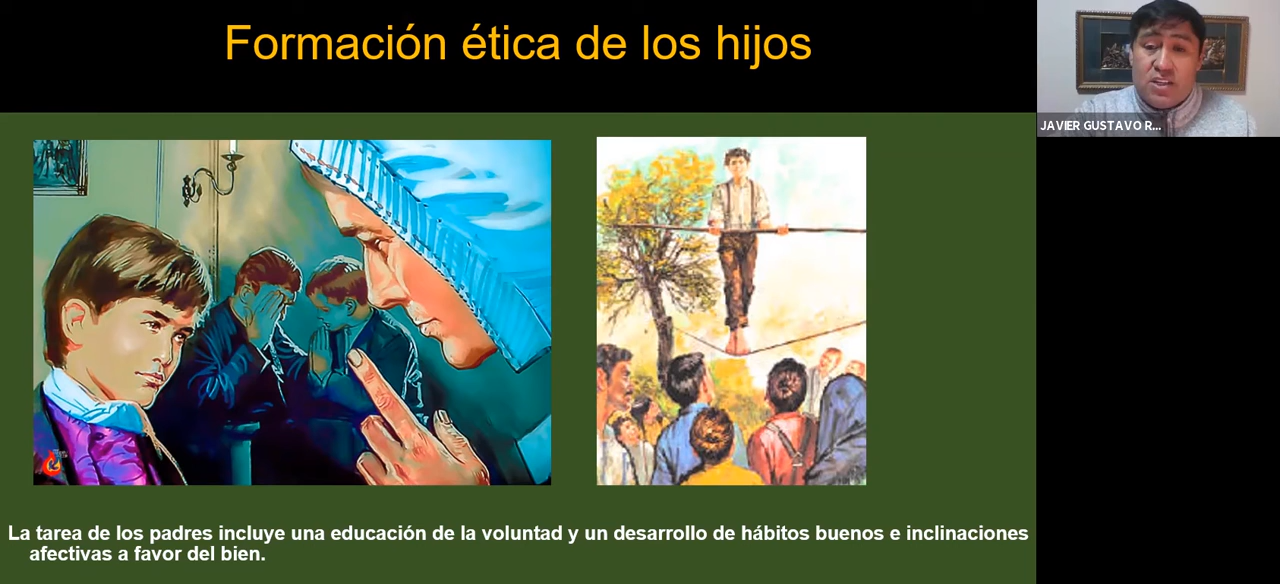 Formación ética de los hijos
JAVIER GUSTAVO R...
La tarea de los padres incluye una educación de la voluntad y un desarrollo de hábitos buenos e inclinaciones
afectivas a favor del bien.